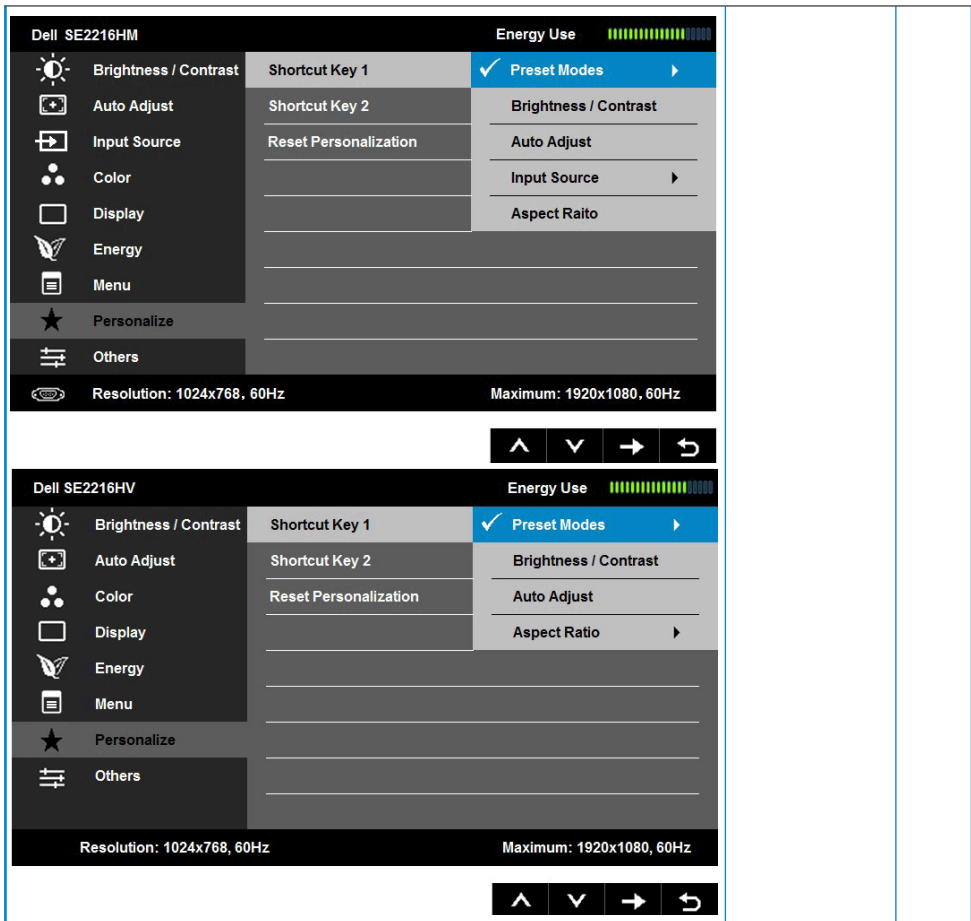 Dell SE2216HM Energy Use
Brightness / Contrast Shortcut Key 1 Preset Modes
Auto Adjust Shortcut Key 2 Brightness / Contrast
Input Source Reset Personalization Auto Adjust
Color Input Source
Display Aspect Raito
Energy
Menu
Personalize
Others
Resolution: 1024x768, 60Hz Maximum: 1920x1080, 60Hz
Dell SE2216HV Energy Use
Brightness / Contrast Shortcut Key 1 Preset Modes
Auto Adjust Shortcut Key 2 Brightness / Contrast
Color Reset Personalization Auto Adjust
Display Aspect Ratio
Energy
Menu
Personalize
Others
Resolution: 1024x768, 60Hz Maximum: 1920x1080, 60Hz